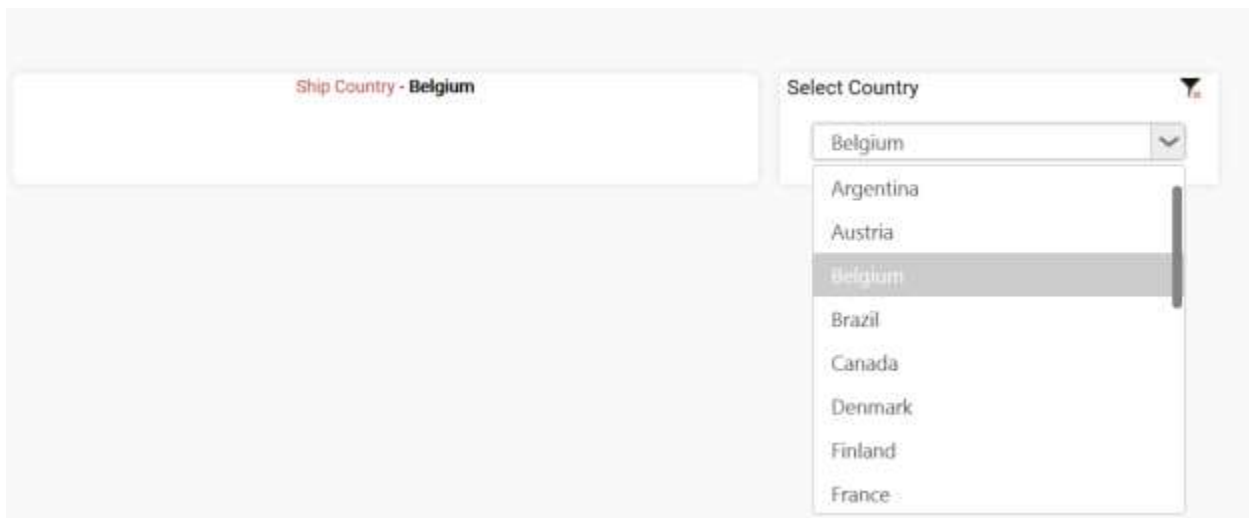 Ship Country - Belgium
Select Country
Belgium
Argentina
Austria
Belgium
Brazil
Canada
Denmark
Finland
France